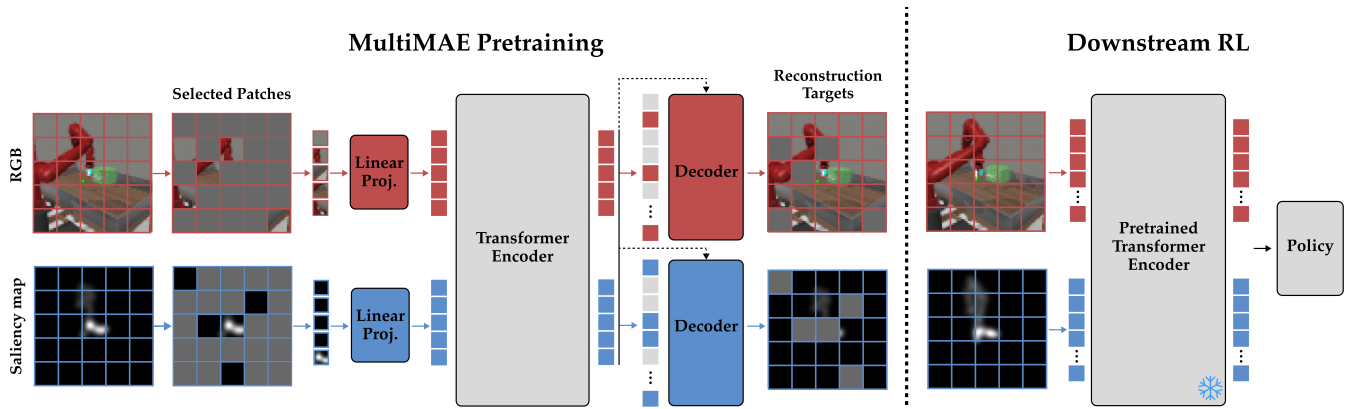 MultiMAE Pretraining
Downstream RL
Selected Patches
Reconstruction
Targets
RGB
Linear
Proj.
Transformer
Encoder
Decoder
Saliency map
Linear
Proj.
Decoder
Pretrained
Transformer
Encoder
Policy